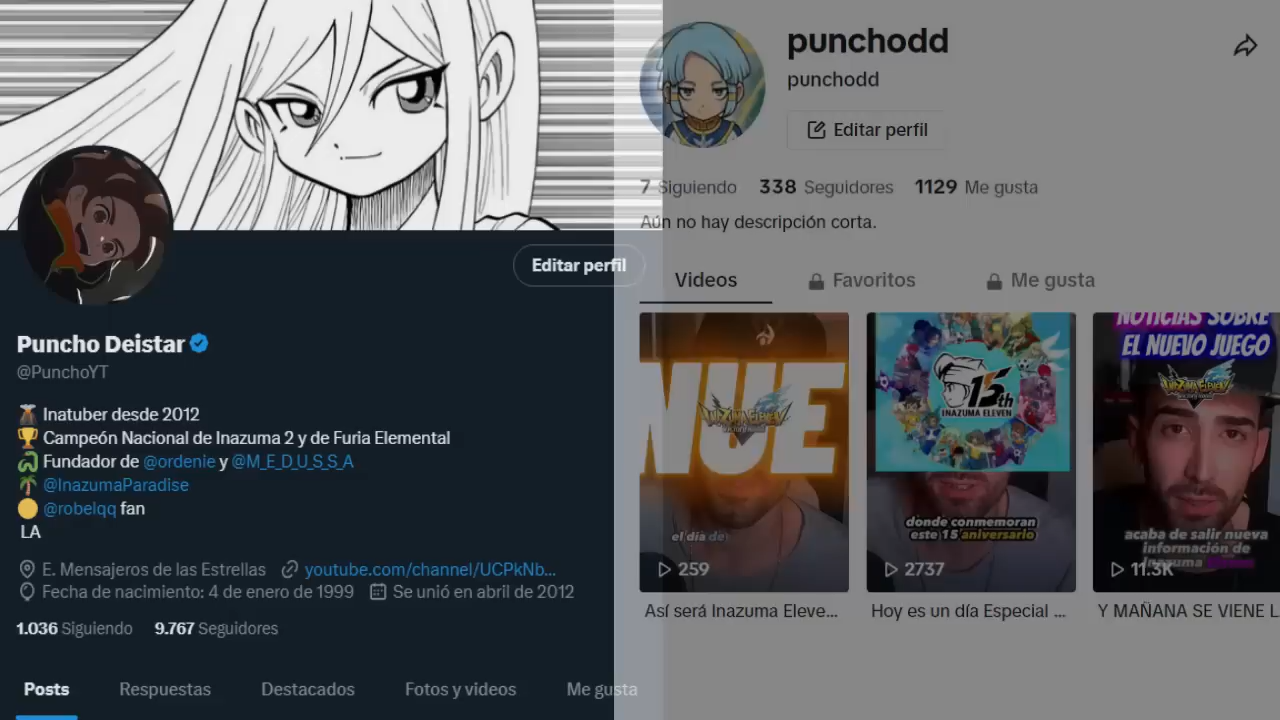 Editar perfil
Puncho Deistar
@PunchoYT
Inatuber desde 2012
Campeón Nacional de Inazuma 2 y de Furia Elemental
Fundador de @ordenie y @M_E_D_U_S_S_A
@InazumaParadise
@robelqq fan
LA
E. Mensajeros de las Estrellas youtube.com/channel/UCPkNb...
Fecha de nacimiento: 4 de enero de 1999 Se unió en abril de 2012
1.036 Siguiendo 9.767 Seguidores
Posts Respuestas Destacados Fotos y videos Me gusta
punchodd
punchodd
Editar perfil
7 Siguiendo 338 Seguidores 1129 Me gusta
Aún no hay descripción corta.
Videos Favoritos Me gusta
NUE
INAZUMA ELEVEN
el día de
259
Así será Inazuma Eleve...
15th
INAZUMA ELEVEN
donde conmemoran
este 15 aniversario
2737
Hoy es un día Especial ...
NOTICIAS SOBRE
EL NUEVO JUEGO
INAZUMA ELEVEN
acaba de salir nueva
información de
Inazuma
11.3K
Y MAÑANA SE VIENE L